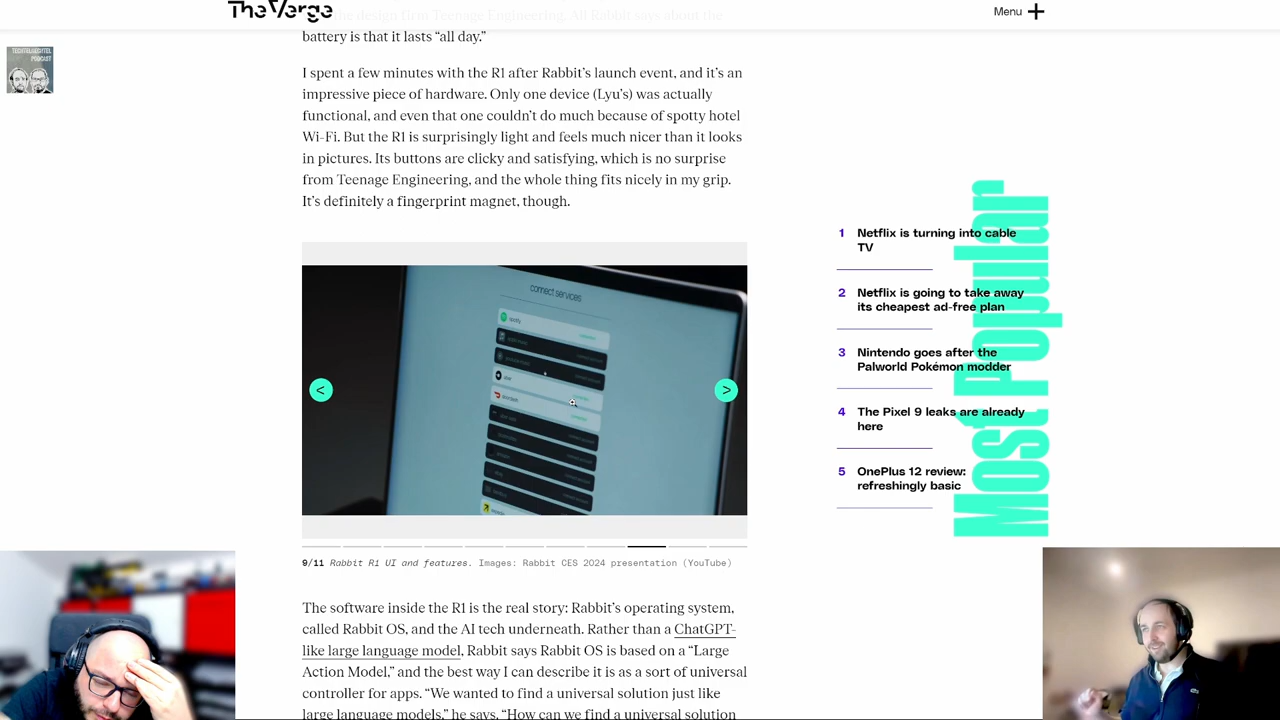 The Verge
Menu
TECHTELMECHTEL
PODCAST
the design firm Teenage Engineering. All Rabbit says about the
battery is that it lasts “all day.”
I spent a few minutes with the R1 after Rabbit’s launch event, and it’s an
impressive piece of hardware. Only one device (Lyu’s) was actually
functional, and even that one couldn’t do much because of spotty hotel
Wi-Fi. But the R1 is surprisingly light and feels much nicer than it looks
in pictures. Its buttons are clicky and satisfying, which is no surprise
from Teenage Engineering, and the whole thing fits nicely in my grip.
It’s definitely a fingerprint magnet, though.
connect services
spotify
uber
doordash
<
>
9/11 Rabbit R1 UI and features. Images: Rabbit CES 2024 presentation (YouTube)
The software inside the R1 is the real story: Rabbit’s operating system,
called Rabbit OS, and the AI tech underneath. Rather than a ChatGPT-
like large language model, Rabbit says Rabbit OS is based on a “Large
Action Model,” and the best way I can describe it is as a sort of universal
controller for apps. “We wanted to find a universal solution just like
large language models,” he says. “How can we find a universal solution
Most Popular
1 Netflix is turning into cable
TV
2 Netflix is going to take away
its cheapest ad-free plan
3 Nintendo goes after the
Palworld Pokémon modder
4 The Pixel 9 leaks are already
here
5 OnePlus 12 review:
refreshingly basic